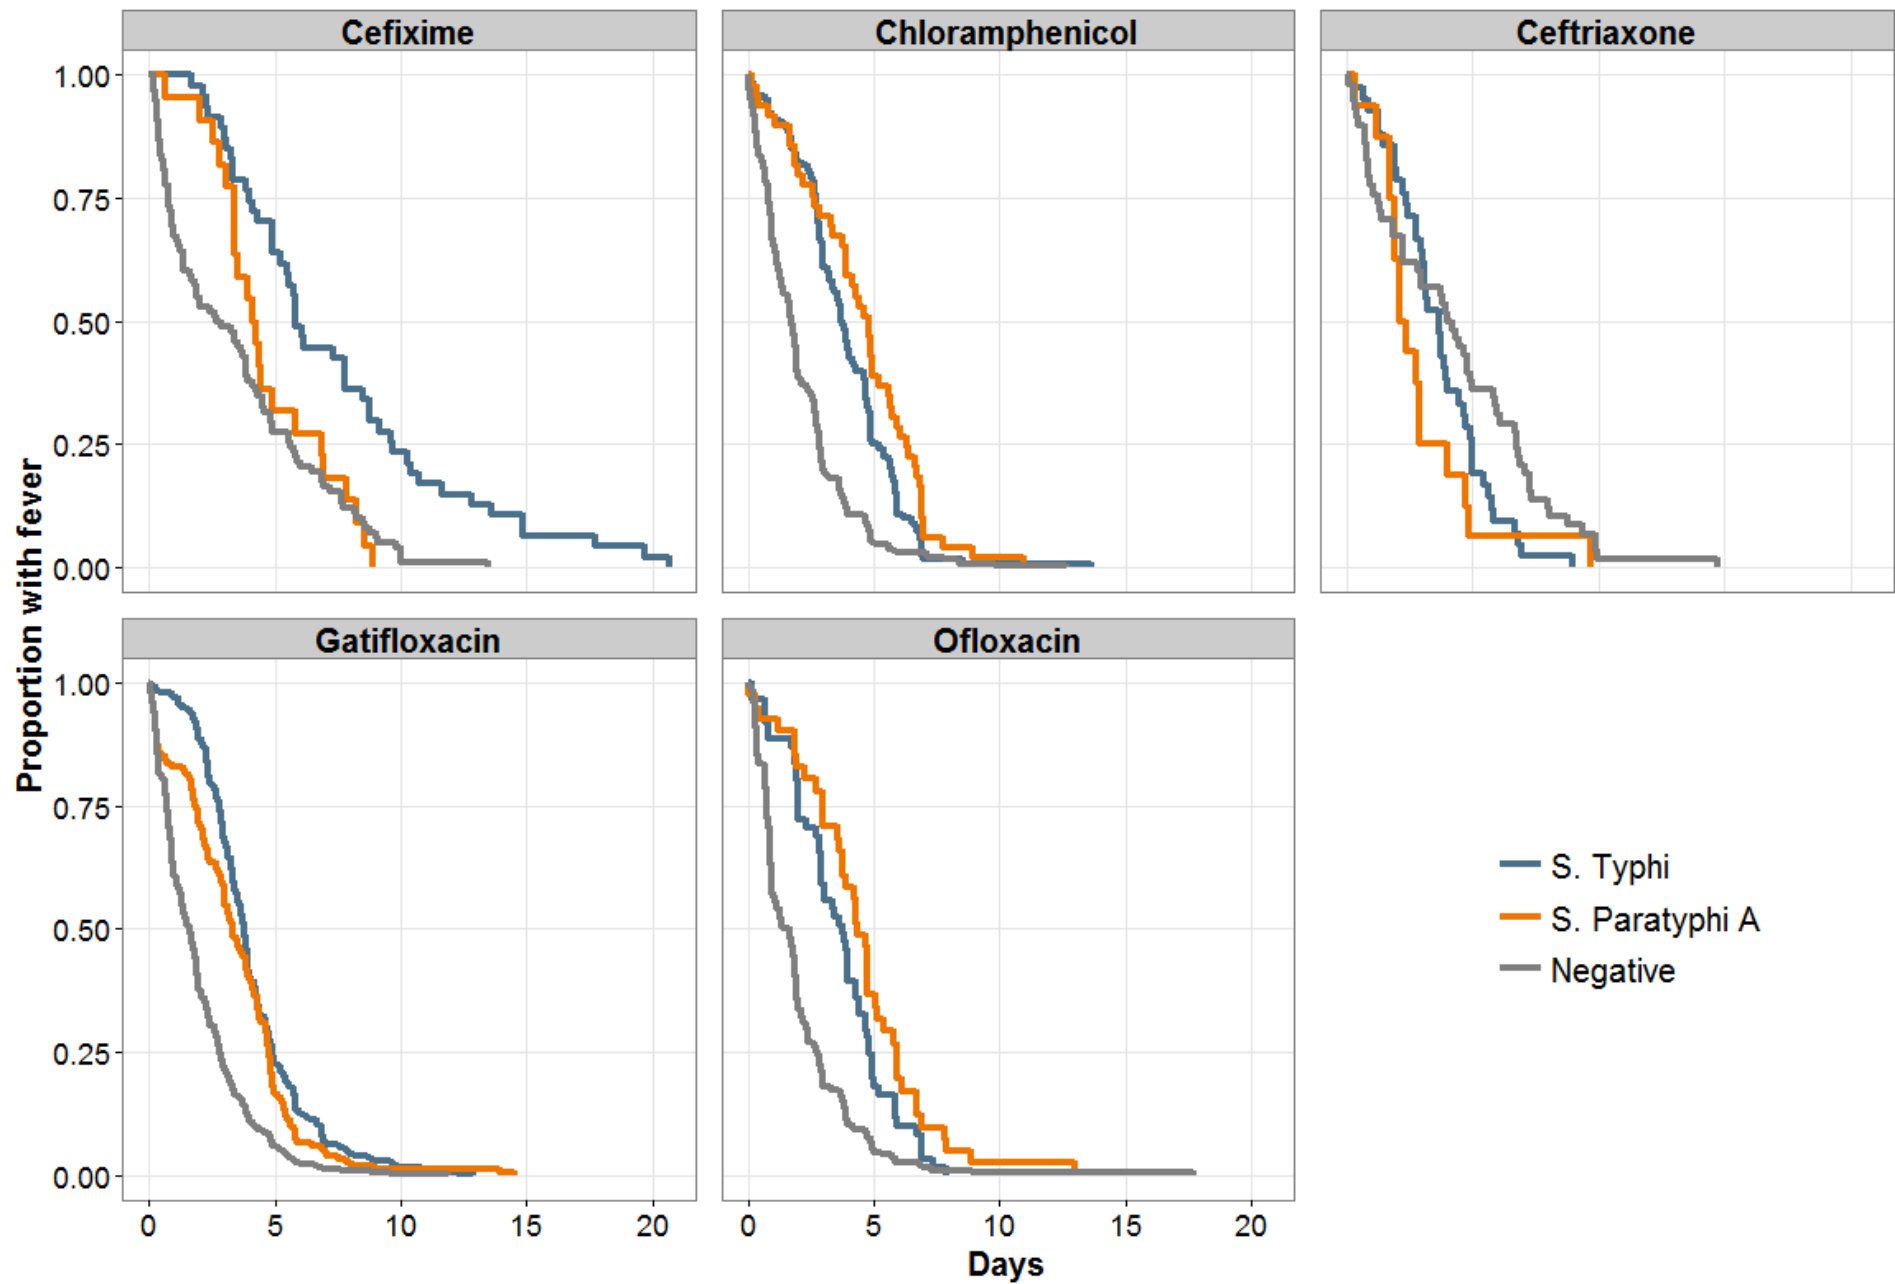 Cefixime
Chloramphenicol
Ceftriaxone
1.00
0.75
0.50
0.25
0.00
Proportion with fever
Gatifloxacin
Ofloxacin
1.00
0.75
0.50
0.25
0.00
0 5 10 15 20
0 5 10 15 20
Days
S. Typhi
S. Paratyphi A
Negative